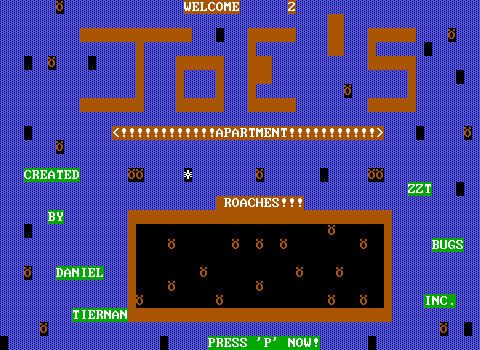 WELCOME 2
JOE'S
<!!!!!!!!!!!!APARTMENT!!!!!!!!!!!>
CREATED
ZZT
ROACHES!!!
BY
BUGS
DANIEL
INC.
TIERNAN
PRESS 'P' NOW!